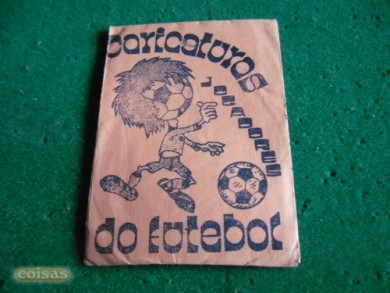 caricaturas
jogadores
do futebol
coisas